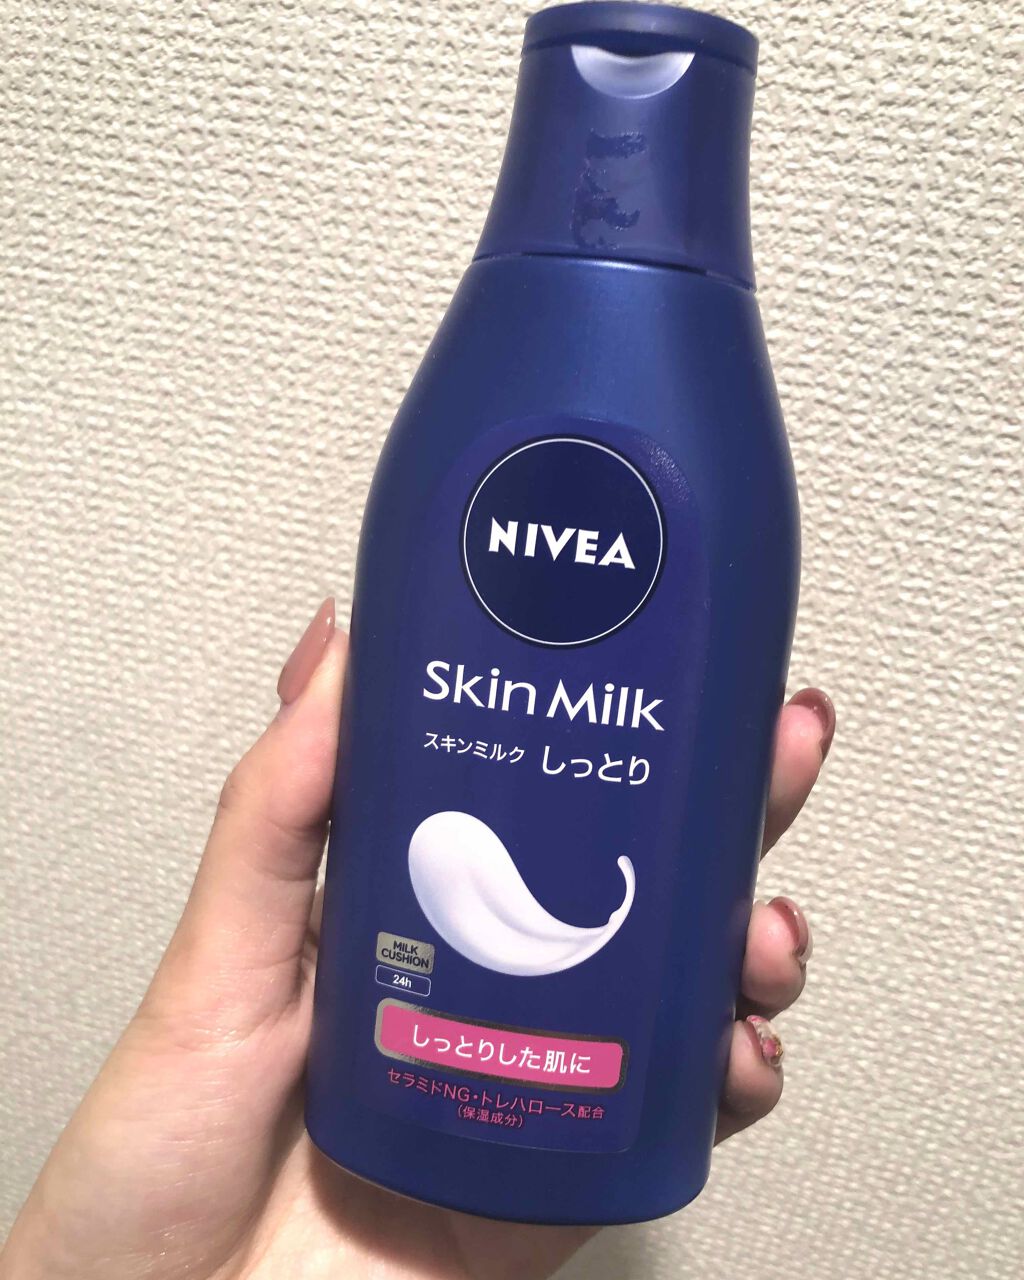 NIVEA
Skin Milk
スキンミルク しっとり
MILK
CUSHION
24h
しっとりした肌に
セラミドNG・トレハロース配合
(保湿成分)